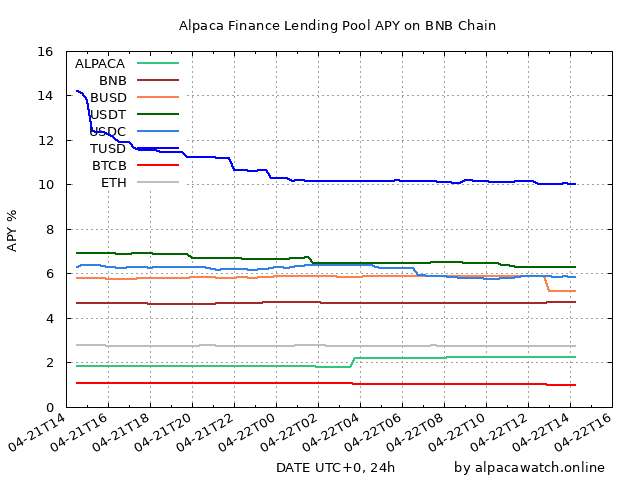 Alpaca Finance Lending Pool APY on BNB Chain
16
14
12
10
8
6
4
2
0
APY %
ALPACA
BNB
BUSD
USDT
USDC
TUSD
BTCB
ETH
04-21T14
04-21T16
04-21T18
04-21T20
04-21T22
04-22T00
04-22T02
04-22T04
04-22T06
04-22T08
04-22T10
04-22T12
04-22T14
04-22T16
DATE UTC+0, 24h
by alpacawatch.online